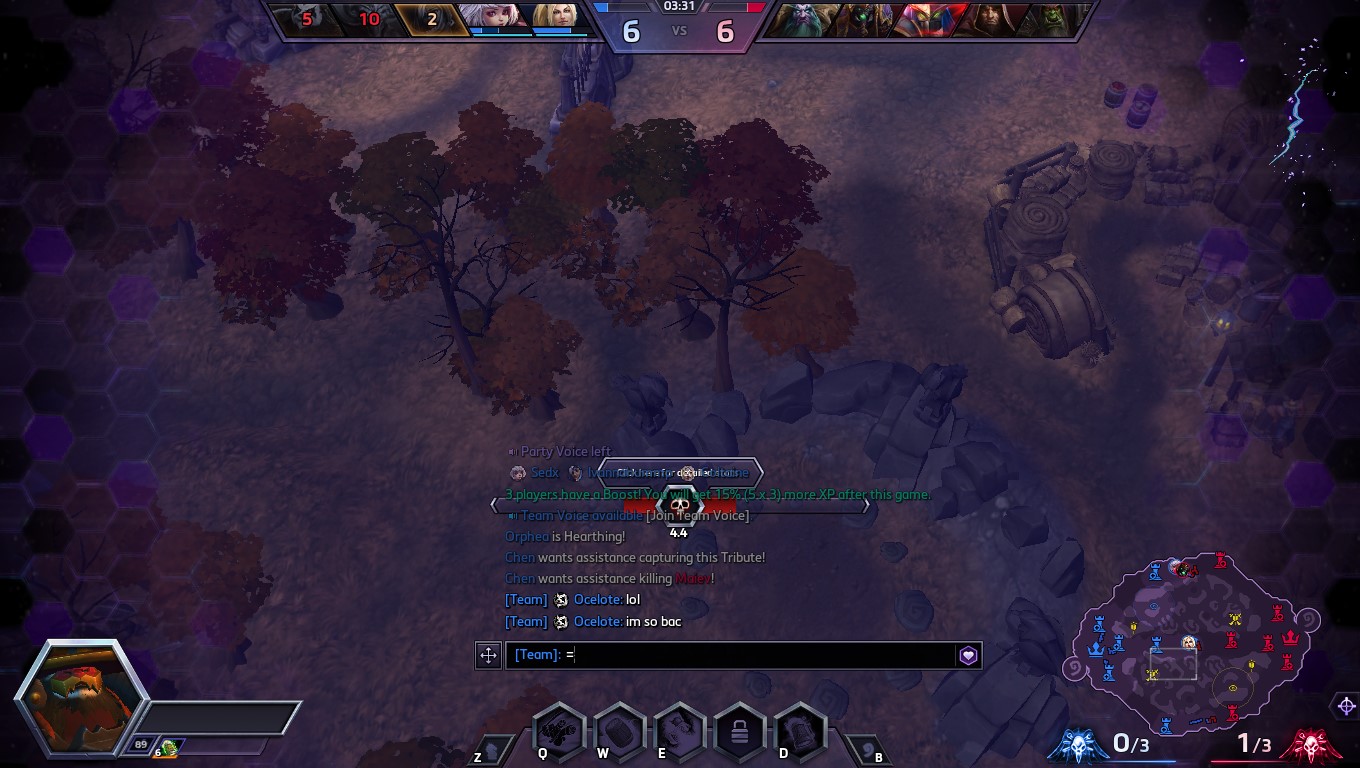 03:31
5 10 2 6 VS 6
Party Voice left
Sedx
3 players have a Boost! You will get 15% (5 x 3) more XP after this game.
Team Voice available [Join Team Voice]
4.4
Orphea is Hearthing!
Chen wants assistance capturing this Tribute!
Chen wants assistance killing Maiev!
[Team] Ocelote: lol
[Team] Ocelote: im so bac
[Team]: =
89
6
Z Q W E D B
0/3 1/3